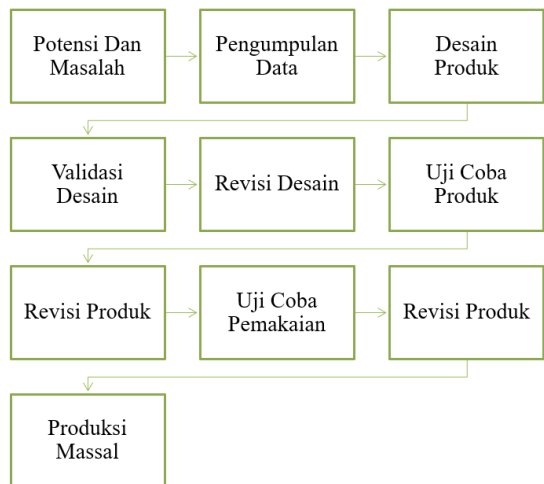 Potensi Dan
Masalah
Pengumpulan
Data
Desain
Produk
Validasi
Desain
Revisi Desain
Uji Coba
Produk
Revisi Produk
Uji Coba
Pemakaian
Revisi Produk
Produksi
Massal